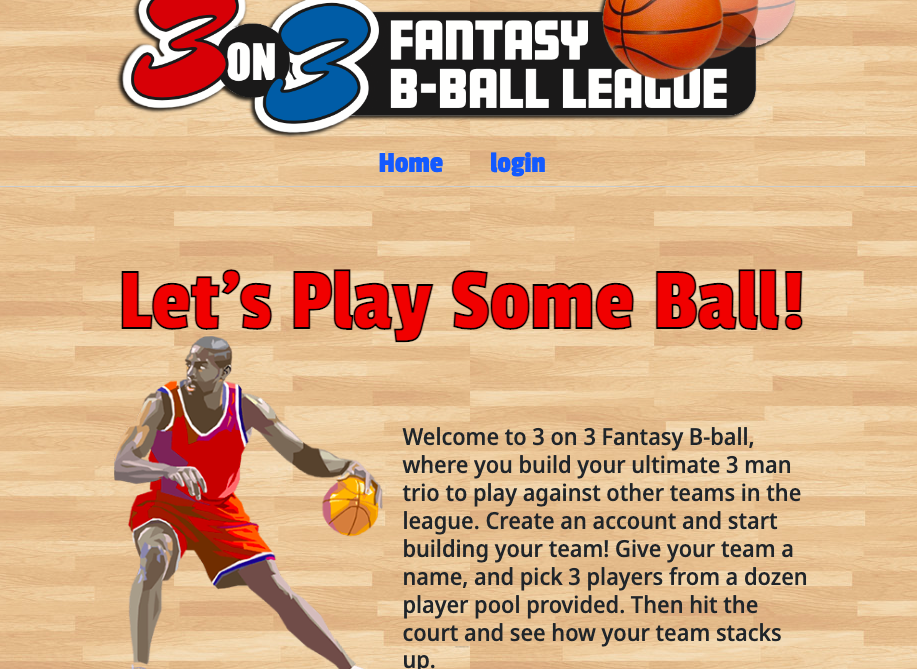 3 ON 3 FANTASY
B-BALL LEAGUE
Home login
Let's Play Some Ball!
Welcome to 3 on 3 Fantasy B-ball,
where you build your ultimate 3 man
trio to play against other teams in the
league. Create an account and start
building your team! Give your team a
name, and pick 3 players from a dozen
player pool provided. Then hit the
court and see how your team stacks
up.